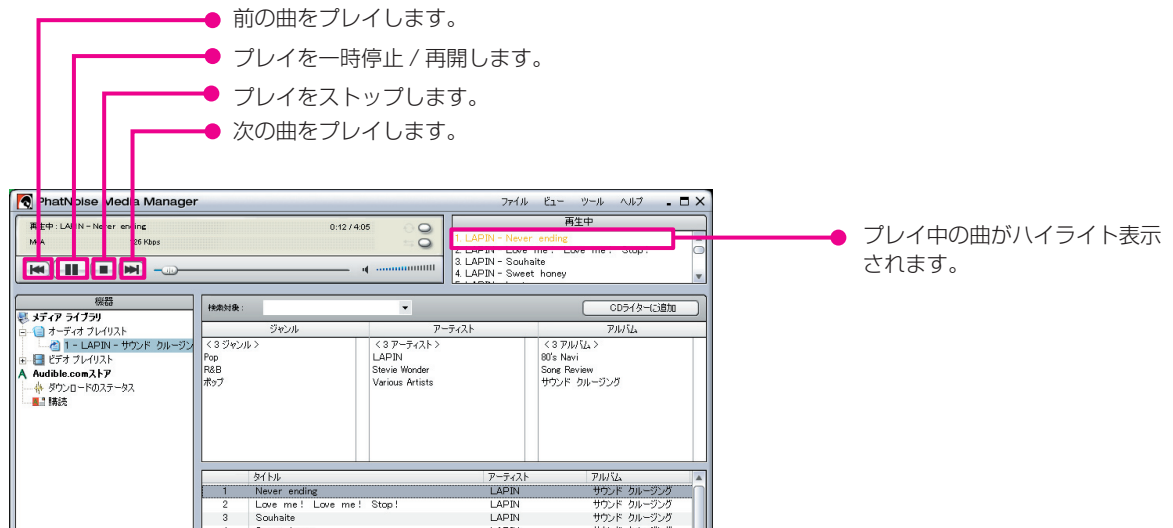 前の曲をプレイします。
プレイを一時停止 / 再開します。
プレイをストップします。
次の曲をプレイします。
PhatNoise Media Manager
ファイル ビュー ツール ヘルプ
再生中 : LAPIN - Never ending 0:12 / 4:05
126 Kbps
再生中
1. LAPIN - Never ending
2. LAPIN - Love me! Love me! Stop!
3. LAPIN - Souhaite
4. LAPIN - Sweet honey
プレイ中の曲がハイライト表示
されます。
機器
メディア ライブラリ
オーディオ プレイリスト
1 - LAPIN - サウンド クルージン
ビデオ プレイリスト
Audible.comストア
ダウンロードのステータス
購読
検索対象 :
CDライターに追加
ジャンル アーティスト アルバム
< 3 ジャンル > < 3 アーティスト > < 3 アルバム >
Pop LAPIN 80's Navi
R&B Stevie Wonder Song Review
ポップ Various Artists サウンド クルージング
タイトル アーティスト アルバム
1 Never ending LAPIN サウンド クルージング
2 Love me! Love me! Stop! LAPIN サウンド クルージング
3 Souhaite LAPIN サウンド クルージング